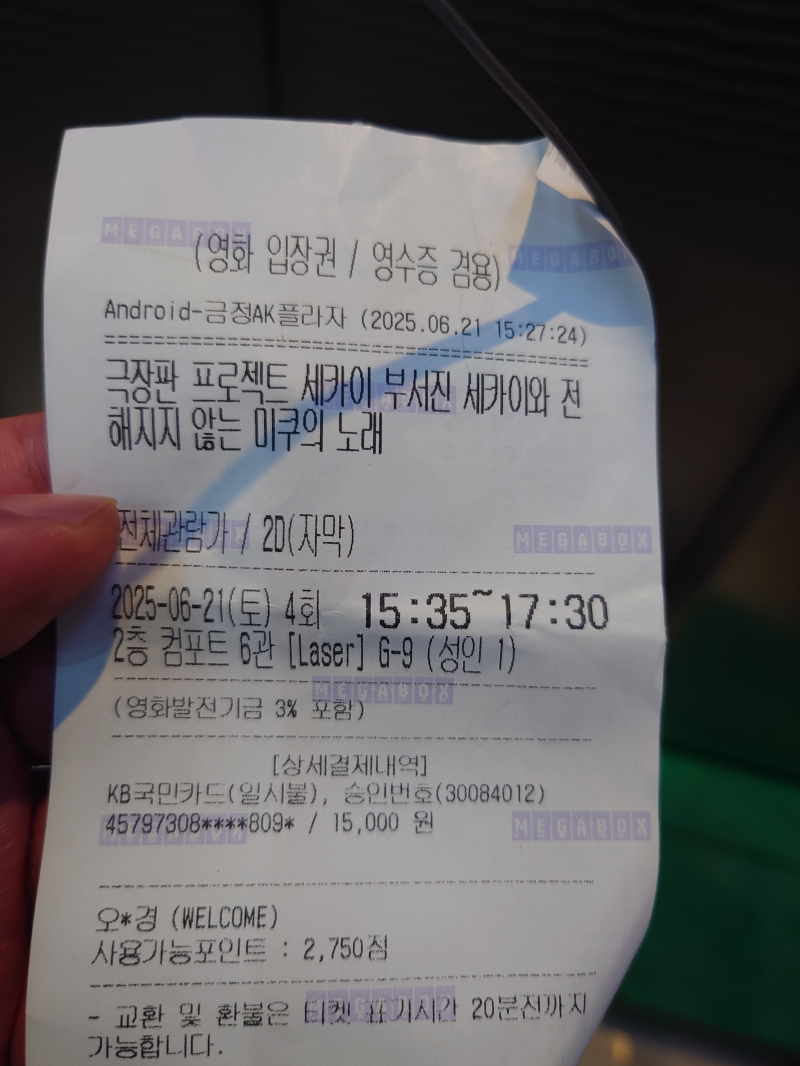 MEGABOX
(영화 입장권 / 영수증 겸용)
MEGABOX
Android-금정AK플라자 (2025.06.21 15:27:24)
극장판 프로젝트 세카이 부서진 세카이와 전
해지지 않는 미쿠의 노래
전체관람가 / 2D(자막)
MEGABOX
2025-06-21(토) 4회 15:35~17:30
2층 컴포트 6관 [Laser] G-9 (성인 1)
MEGABOX
(영화발전기금 3% 포함)
[상세결제내역]
KB국민카드(일시불), 승인번호(30084012)
45797308****809* / 15,000 원
MEGABOX
오*경 (WELCOME)
사용가능포인트 : 2,750점
- 교환 및 환불은 티켓 표기시간 20분전까지
가능합니다.